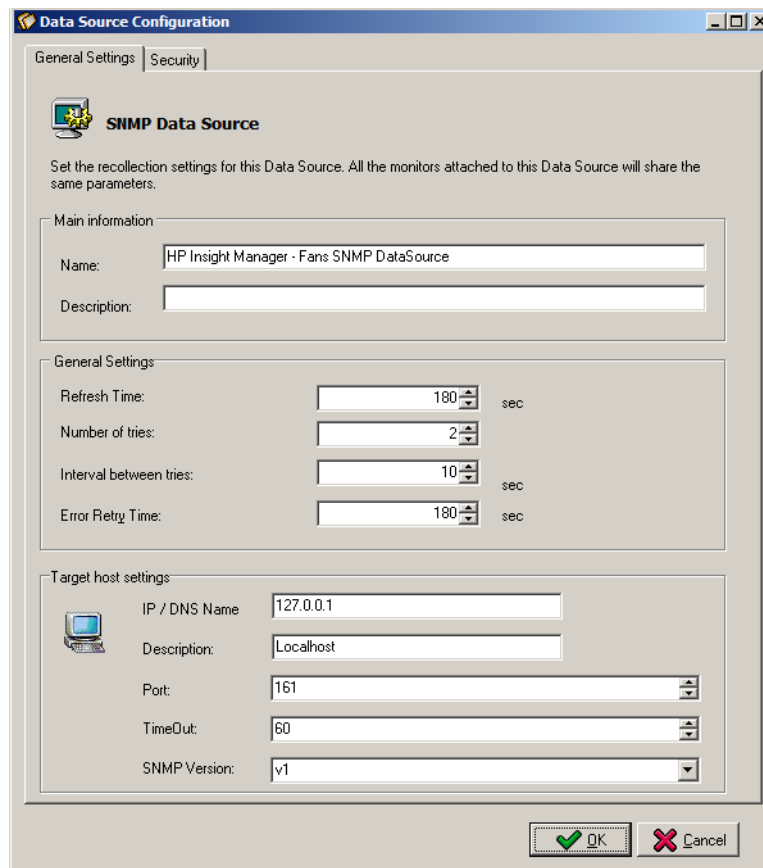 Data Source Configuration
General Settings
Security
SNMP Data Source
Set the recollection settings for this Data Source. All the monitors attached to this Data Source will share the
same parameters.
Main information
Name:
HP Insight Manager - Fans SNMP DataSource
Description:
General Settings
Refresh Time:
180
sec
Number of tries:
2
Interval between tries:
10
sec
Error Retry Time:
180
sec
Target host settings
IP / DNS Name
127.0.0.1
Description:
Localhost
Port:
161
TimeOut:
60
SNMP Version:
v1
OK
Cancel